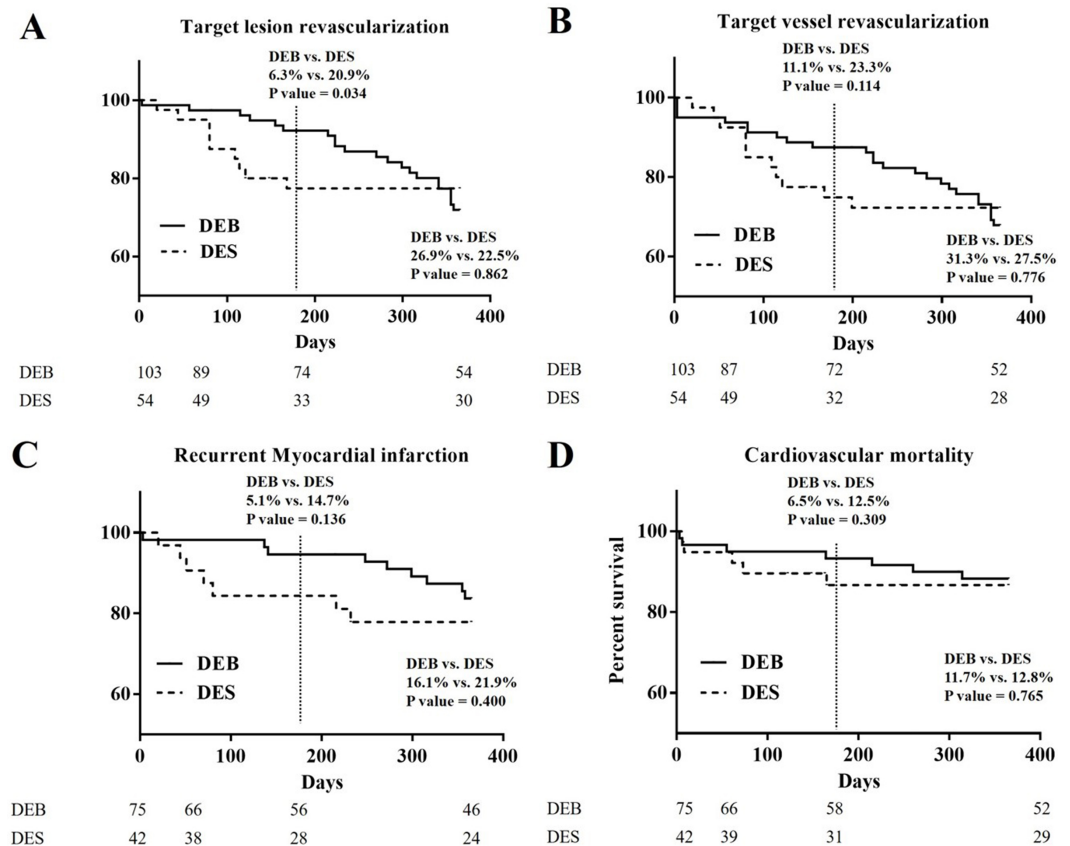 A
Target lesion revascularization
DEB vs. DES
6.3% vs. 20.9%
P value = 0.034
100
80
60
DEB
DES
DEB vs. DES
26.9% vs. 22.5%
P value = 0.862
0 100 200 300 400
Days
DEB 103 89 74 54
DES 54 49 33 30
B
Target vessel revascularization
DEB vs. DES
11.1% vs. 23.3%
P value = 0.114
100
80
60
DEB
DES
DEB vs. DES
31.3% vs. 27.5%
P value = 0.776
0 100 200 300 400
Days
DEB 103 87 72 52
DES 54 49 32 28
C
Recurrent Myocardial infarction
DEB vs. DES
5.1% vs. 14.7%
P value = 0.136
100
80
60
DEB
DES
DEB vs. DES
16.1% vs. 21.9%
P value = 0.400
0 100 200 300 400
Days
DEB 75 66 56 46
DES 42 38 28 24
D
Cardiovascular mortality
DEB vs. DES
6.5% vs. 12.5%
P value = 0.309
Percent survival
100
80
60
DEB
DES
DEB vs. DES
11.7% vs. 12.8%
P value = 0.765
0 100 200 300 400
Days
DEB 75 66 58 52
DES 42 39 31 29